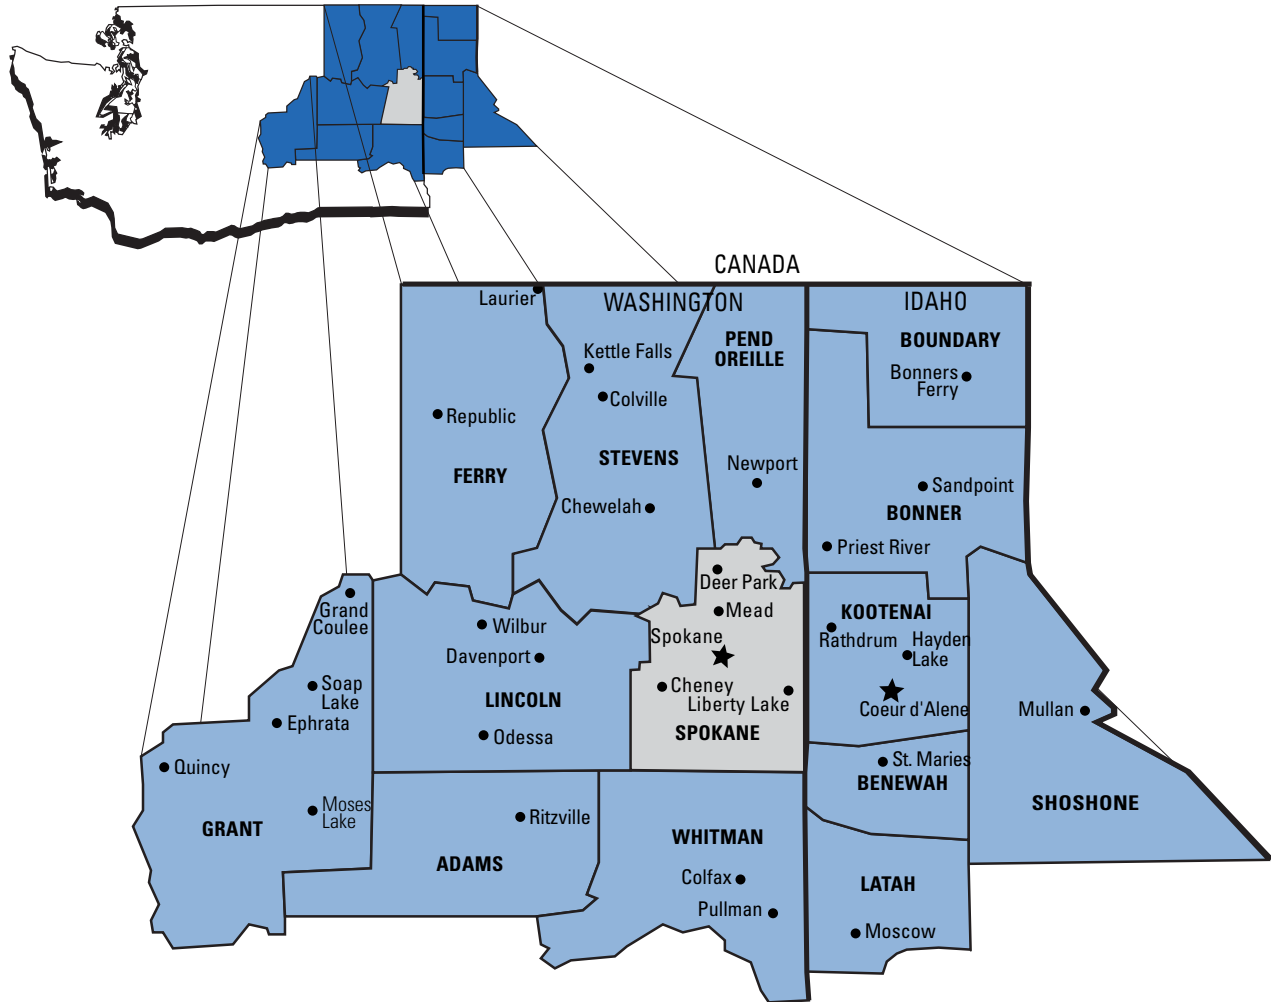 CANADA
WASHINGTON
IDAHO
Laurier
PEND
OREILLE
BOUNDARY
Kettle Falls
Bonners
Ferry
Colville
Republic
STEVENS
FERRY
Newport
Sandpoint
Chewelah
BONNER
Priest River
Deer Park
Grand
Coulee
Mead
KOOTENAI
Wilbur
Spokane
Rathdrum
Hayden
Lake
Davenport
Soap
Lake
Cheney
LINCOLN
Liberty Lake
Coeur d'Alene
Mullan
Ephrata
Odessa
SPOKANE
St. Maries
Quincy
BENEWAH
Moses
Lake
SHOSHONE
Ritzville
GRANT
WHITMAN
ADAMS
Colfax
LATAH
Pullman
Moscow